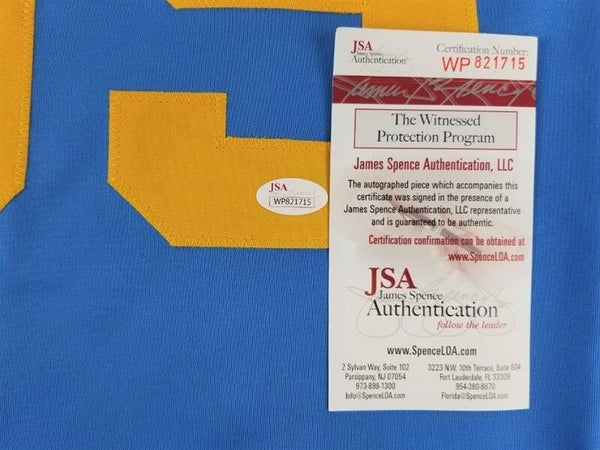 JSA
James Spence
Authentication
Certification Number:
WP 821715
The Witnessed
Protection Program
James Spence Authentication, LLC
The autographed piece which accompanies this
certificate was signed in the presence of a
James Spence Authentication, LLC representative
and is guaranteed to be authentic.
Certification confirmation can be obtained at
www.SpenceLOA.com
JSA
James Spence
Authentication
follow the leader
www.SpenceLOA.com
2 Sylvan Way, Suite 102
Parsippany, NJ 07054
973-898-1300
Info@SpenceLOA.com
3223 N.W. 10th Terrace, Suite 604
Fort Lauderdale, FL 33309
954-380-8670
Florida@SpenceLOA.com
JSA
WP821715